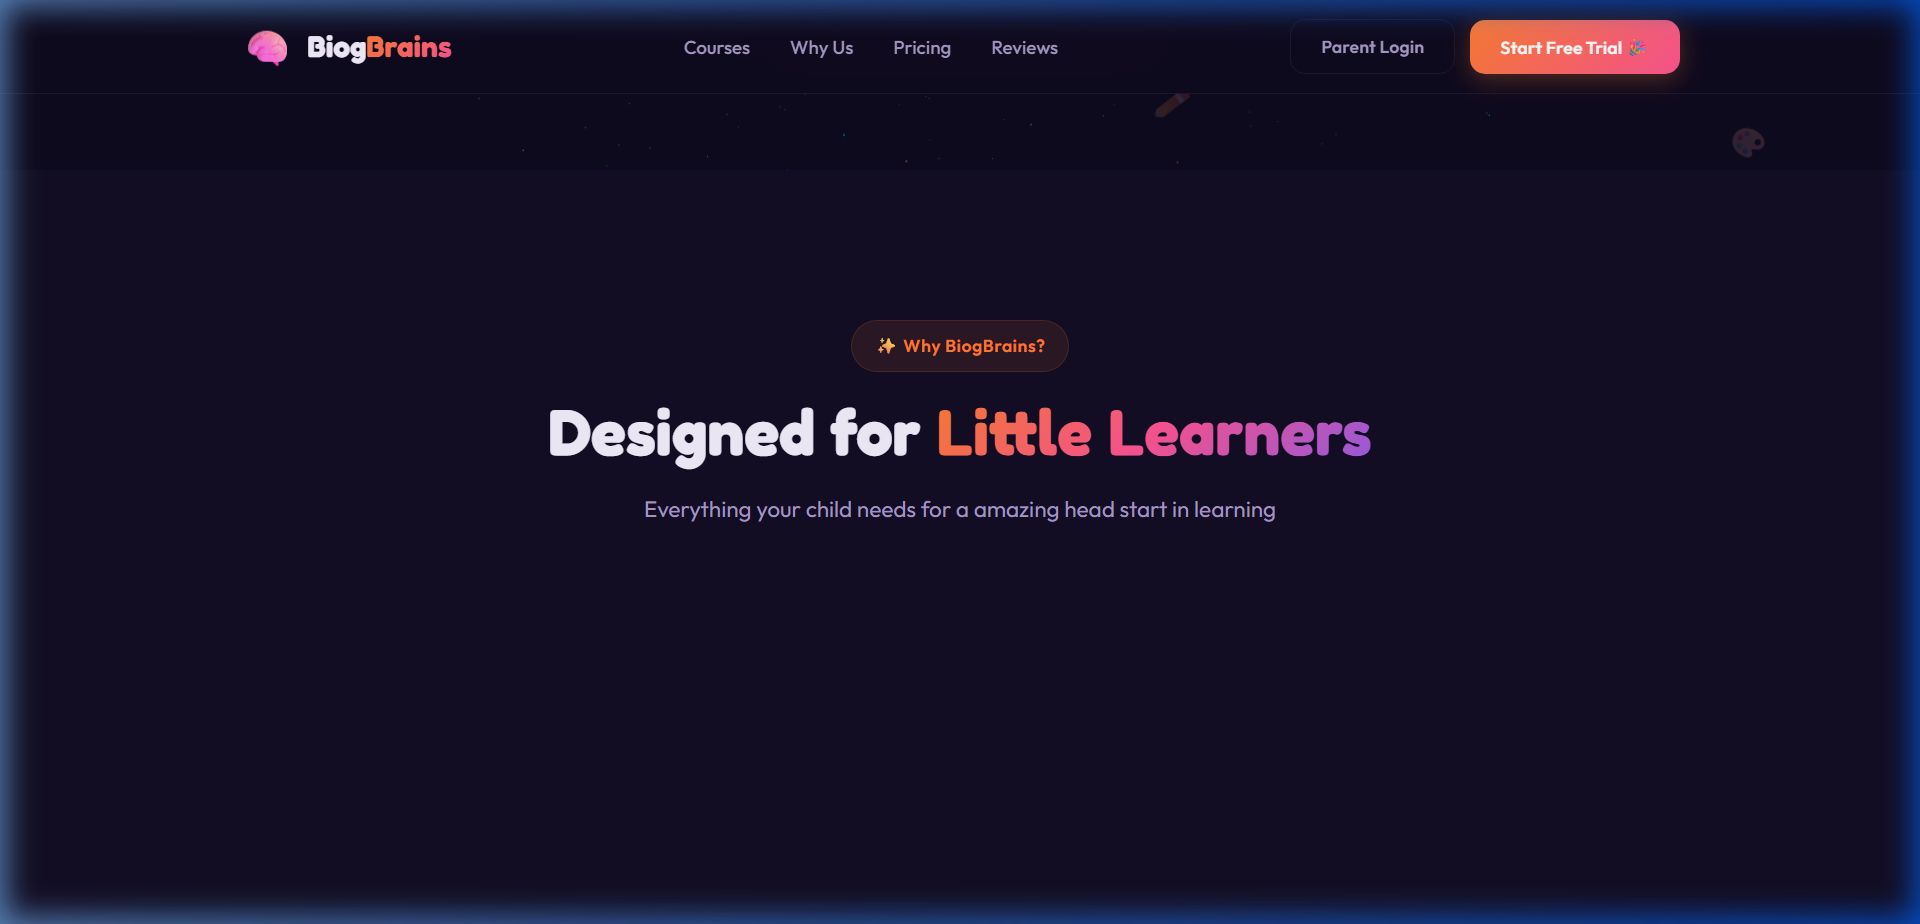 BiogBrains
Courses
Why Us
Pricing
Reviews
Parent Login
Start Free Trial 🎉
✨ Why BiogBrains?
Designed for Little Learners
Everything your child needs for a amazing head start in learning